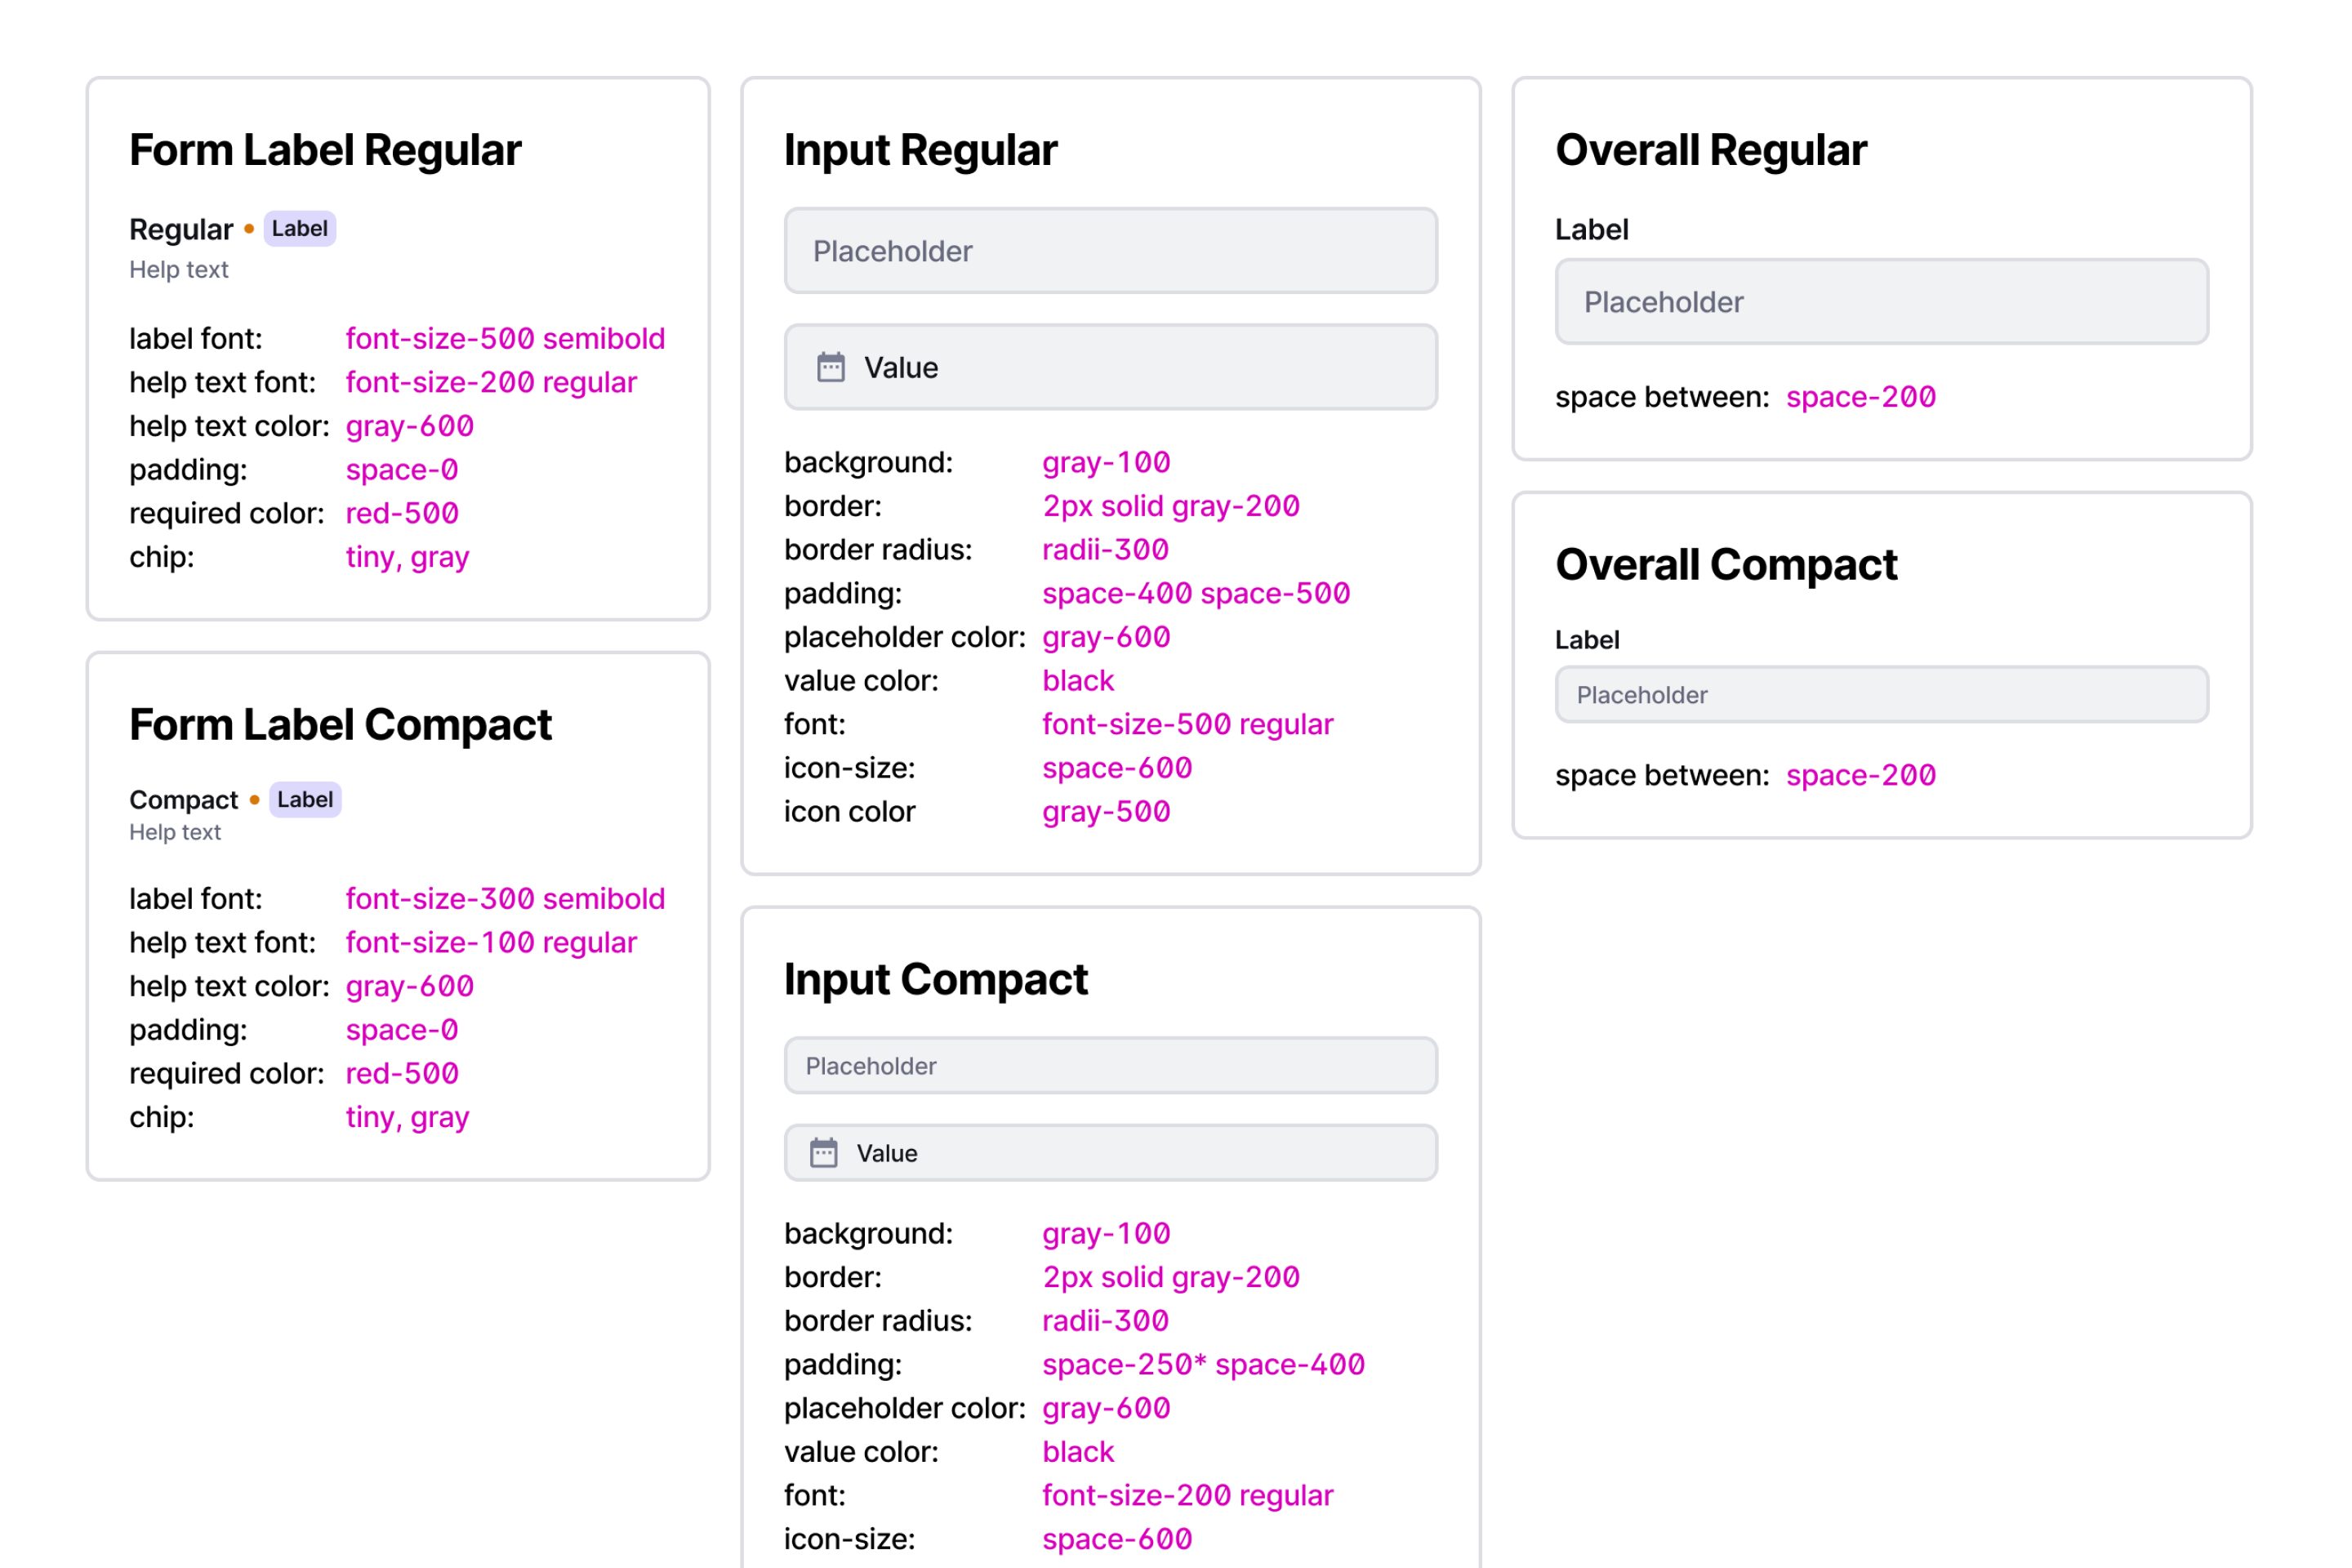 Form Label Regular
Regular • Label
Help text
label font: font-size-500 semibold
help text font: font-size-200 regular
help text color: gray-600
padding: space-0
required color: red-500
chip: tiny, gray
Form Label Compact
Compact • Label
Help text
label font: font-size-300 semibold
help text font: font-size-100 regular
help text color: gray-600
padding: space-0
required color: red-500
chip: tiny, gray
Input Regular
Placeholder
Value
background: gray-100
border: 2px solid gray-200
border radius: radii-300
padding: space-400 space-500
placeholder color: gray-600
value color: black
font: font-size-500 regular
icon-size: space-600
icon color gray-500
Input Compact
Placeholder
Value
background: gray-100
border: 2px solid gray-200
border radius: radii-300
padding: space-250* space-400
placeholder color: gray-600
value color: black
font: font-size-200 regular
icon-size: space-600
Overall Regular
Label
Placeholder
space between: space-200
Overall Compact
Label
Placeholder
space between: space-200